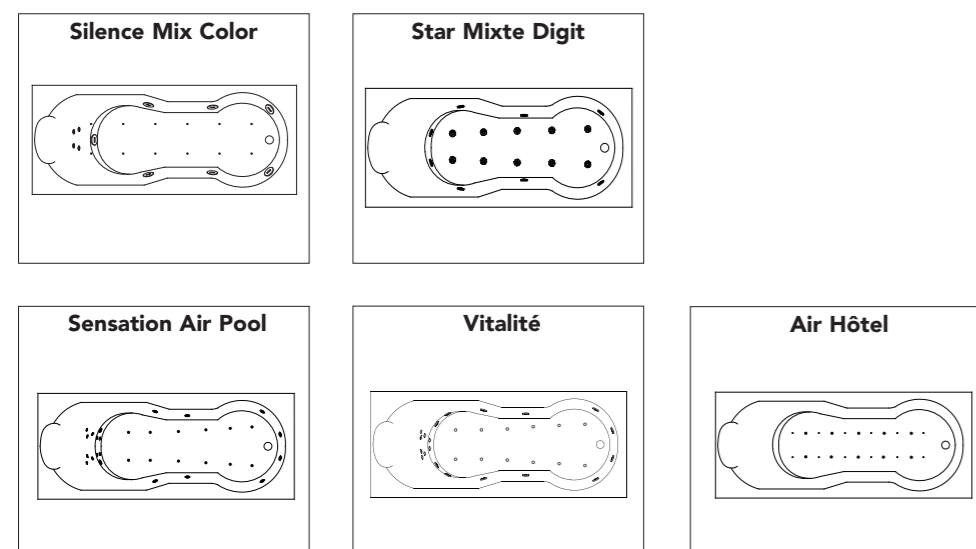 Silence Mix Color
Star Mixte Digit
Sensation Air Pool
Vitalité
Air Hôtel